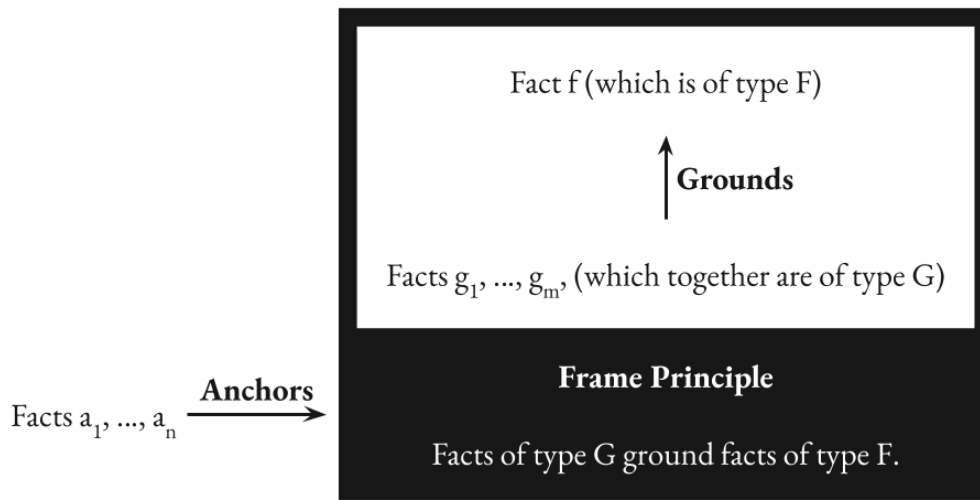 Fact f (which is of type F)
Grounds
Facts g₁, ..., gₘ, (which together are of type G)
Frame Principle
Anchors
Facts a₁, ..., aₙ
Facts of type G ground facts of type F.